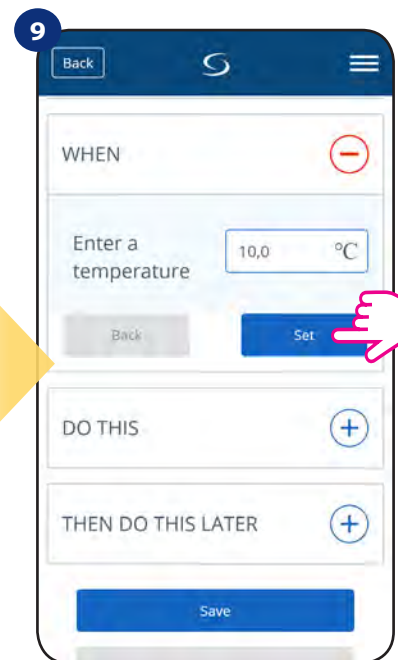 9
Back
WHEN
Enter a
temperature
10,0 °C
Back
Set
DO THIS
THEN DO THIS LATER
Save